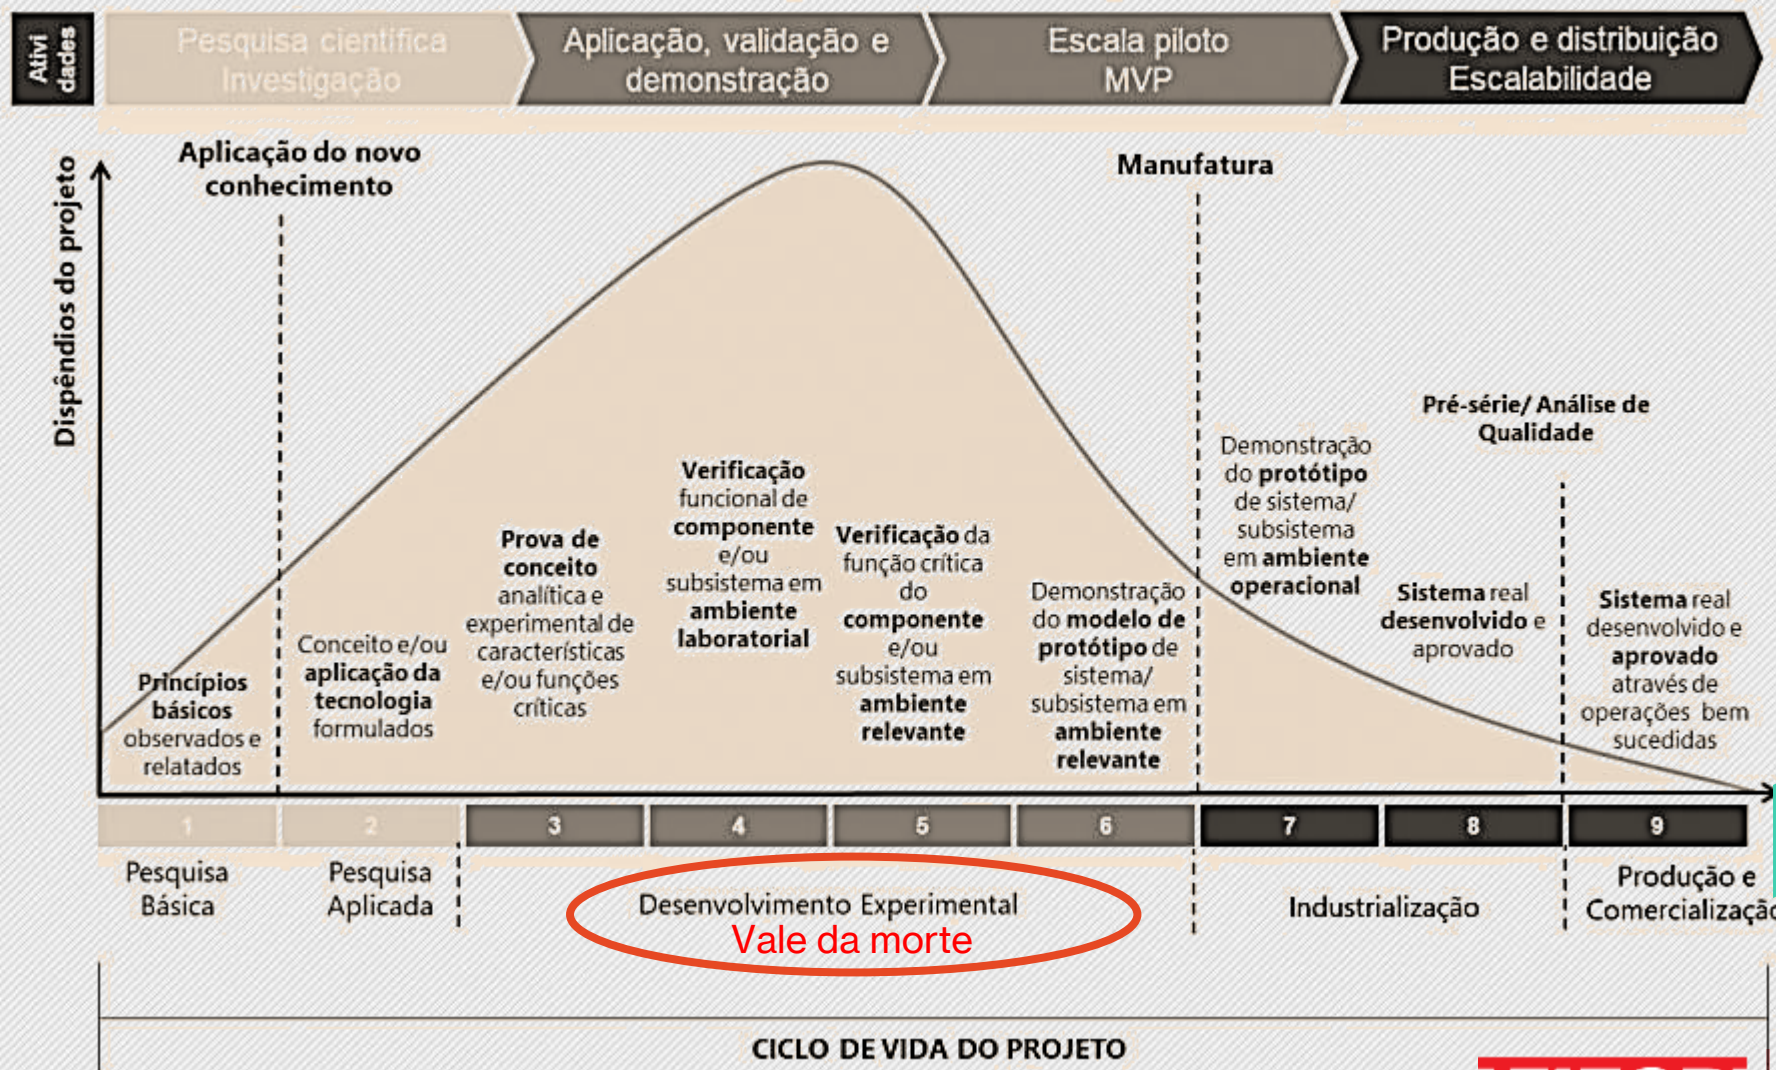 Ativi
dades
Pesquisa científica
Investigação
Aplicação, validação e
demonstração
Escala piloto
MVP
Produção e distribuição
Escalabilidade
Dispêndios do projeto
Aplicação do novo
conhecimento
Manufatura
Pré-série/ Análise de
Qualidade
Princípios
básicos
observados e
relatados
Conceito e/ou
aplicação da
tecnologia
formulados
Prova de
conceito
analítica e
experimental de
características
e/ou funções
críticas
Verificação
funcional de
componente
e/ou
subsistema em
ambiente
laboratorial
Verificação da
função crítica
do
componente
e/ou
subsistema em
ambiente
relevante
Demonstração
do modelo de
protótipo de
sistema/
subsistema em
ambiente
relevante
Demonstração
do protótipo
de sistema/
subsistema
em ambiente
operacional
Sistema real
desenvolvido e
aprovado
Sistema real
desenvolvido e
aprovado
através de
operações bem
sucedidas
1 2 3 4 5 6 7 8 9
Pesquisa
Básica
Pesquisa
Aplicada
Desenvolvimento Experimental
Vale da morte
Industrialização
Produção e
Comercialização
CICLO DE VIDA DO PROJETO